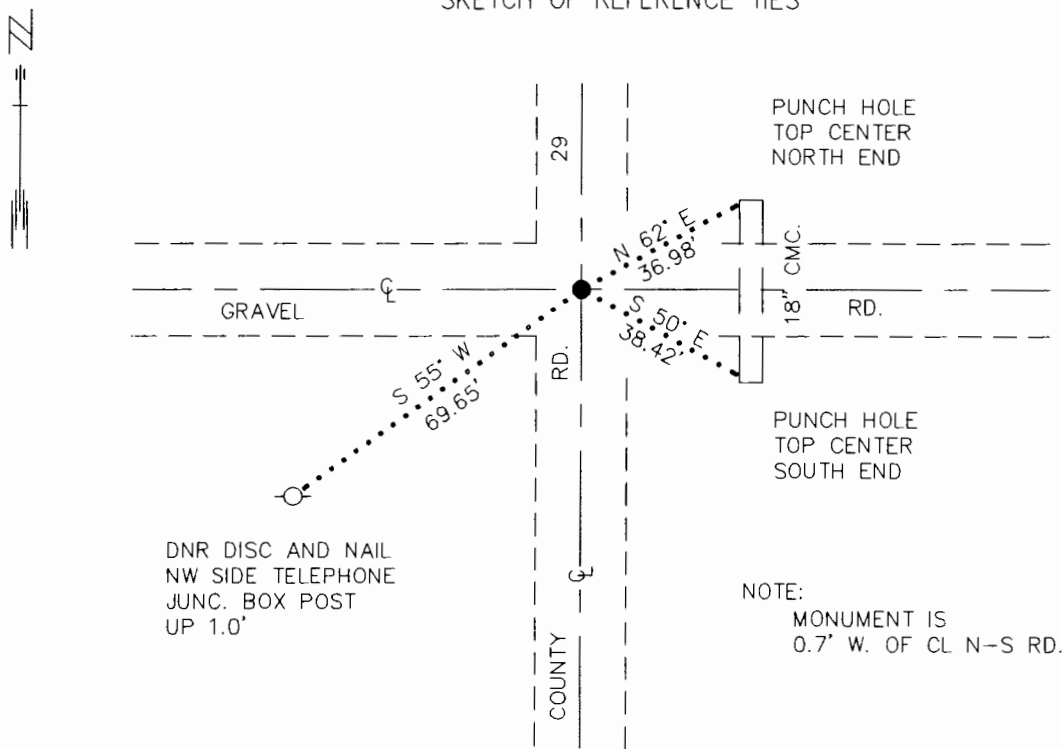 SKETCH OF REFERENCE TIES
N
PUNCH HOLE
TOP CENTER
NORTH END
29
N 62° E
36.98'
18" CMC.
℄
GRAVEL
RD.
S 50° E
38.42'
RD.
S 55° W
69.65'
PUNCH HOLE
TOP CENTER
SOUTH END
DNR DISC AND NAIL
NW SIDE TELEPHONE
JUNC. BOX POST
UP 1.0'
℄
NOTE:
MONUMENT IS
0.7' W. OF CL N-S RD.
COUNTY